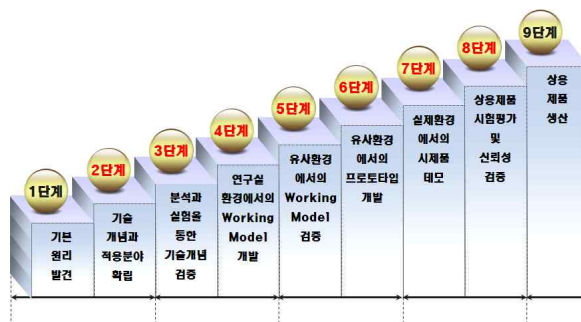 1단계
기본
원리
발견
2단계
기술
개념과
적용분야
확립
3단계
분석과
실험을
통한
기술개념
검증
4단계
연구실
환경에서의
Working
Model
개발
5단계
유사환경
에서의
Working
Model
검증
6단계
유사환경
에서의
프로토타입
개발
7단계
실제환경
에서의
시제품
데모
8단계
상용제품
시험평가
및
신뢰성
검증
9단계
상용
제품
생산